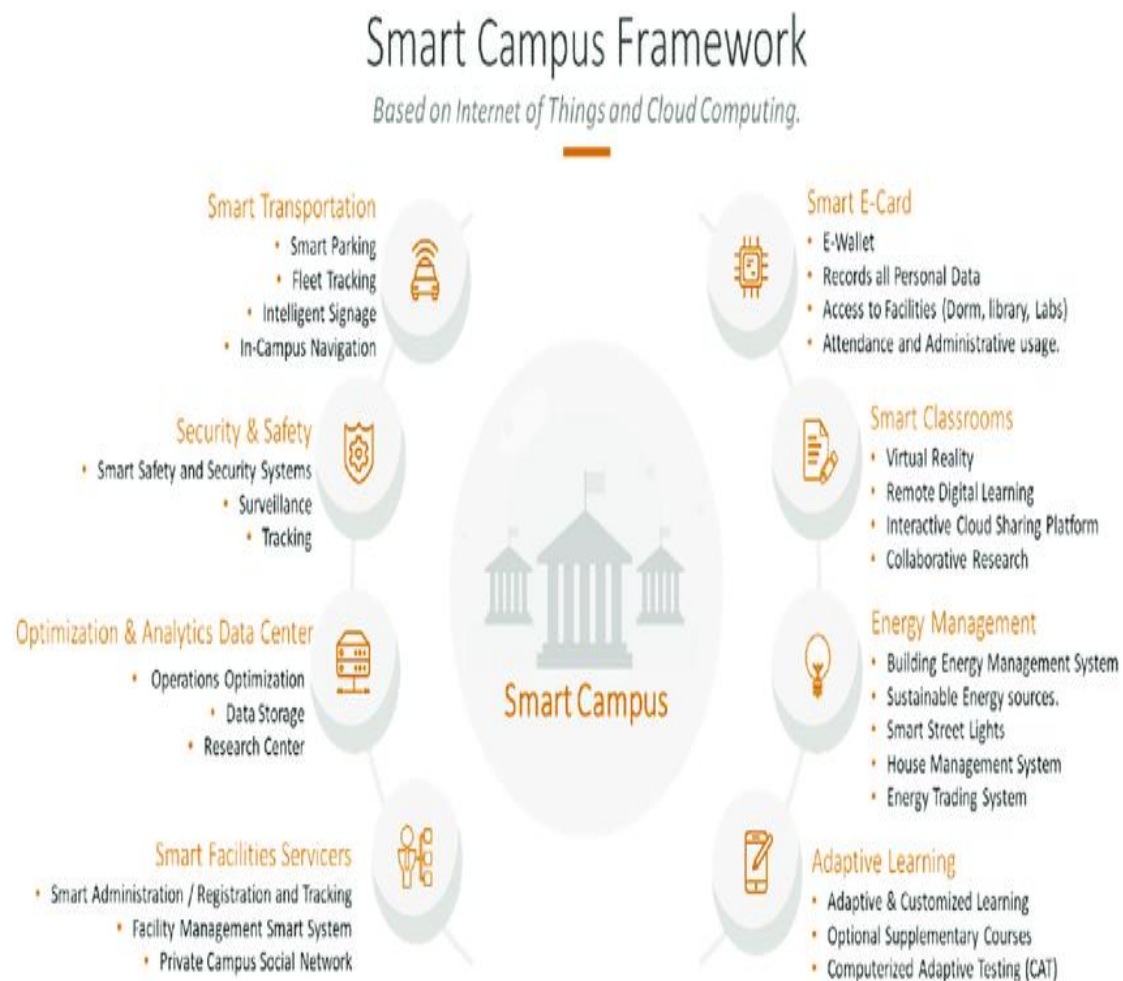 Smart Campus Framework
Based on Internet of Things and Cloud Computing.
Smart Transportation
• Smart Parking
• Fleet Tracking
• Intelligent Signage
• In-Campus Navigation
Security & Safety
• Smart Safety and Security Systems
• Surveillance
• Tracking
Optimization & Analytics Data Center
• Operations Optimization
• Data Storage
• Research Center
Smart Facilities Servicers
• Smart Administration / Registration and Tracking
• Facility Management Smart System
• Private Campus Social Network
Smart Campus
Smart E-Card
• E-Wallet
• Records all Personal Data
• Access to Facilities (Dorm, library, Labs)
• Attendance and Administrative usage.
Smart Classrooms
• Virtual Reality
• Remote Digital Learning
• Interactive Cloud Sharing Platform
• Collaborative Research
Energy Management
• Building Energy Management System
• Sustainable Energy sources.
• Smart Street Lights
• House Management System
• Energy Trading System
Adaptive Learning
• Adaptive & Customized Learning
• Optional Supplementary Courses
• Computerized Adaptive Testing (CAT)